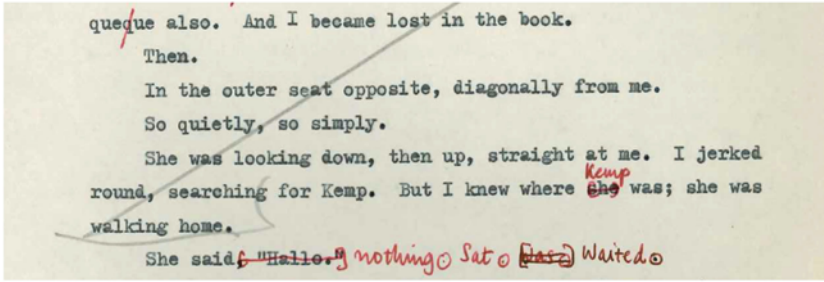 queque also. And I became lost in the book.
Then.
In the outer seat opposite, diagonally from me.
So quietly, so simply.
She was looking down, then up, straight at me. I jerked
Kemp
round, searching for Kemp. But I knew where she was; she was
walking home.
She said, "Hallo." nothing. Sat. Waited.